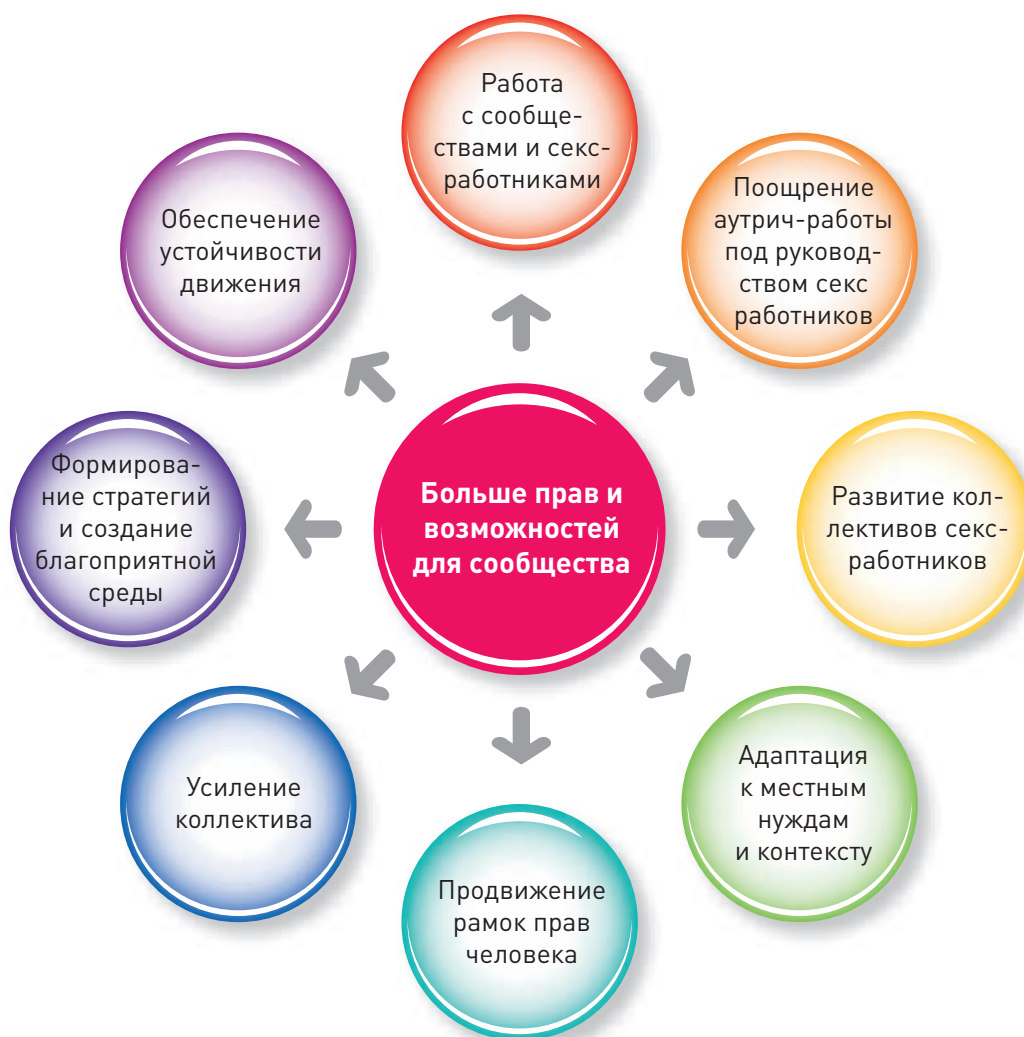 Работа
с сообще-
ствами и секс-
работниками
Поощрение
аутрич-работы
под руковод-
ством секс
работников
Обеспечение
устойчивости
движения
Больше прав и
возможностей
для сообщества
Развитие кол-
лективов секс-
работников
Формирова-
ние стратегий
и создание
благоприятной
среды
Адаптация
к местным
нуждам
и контексту
Усиление
коллектива
Продвижение
рамок прав
человека